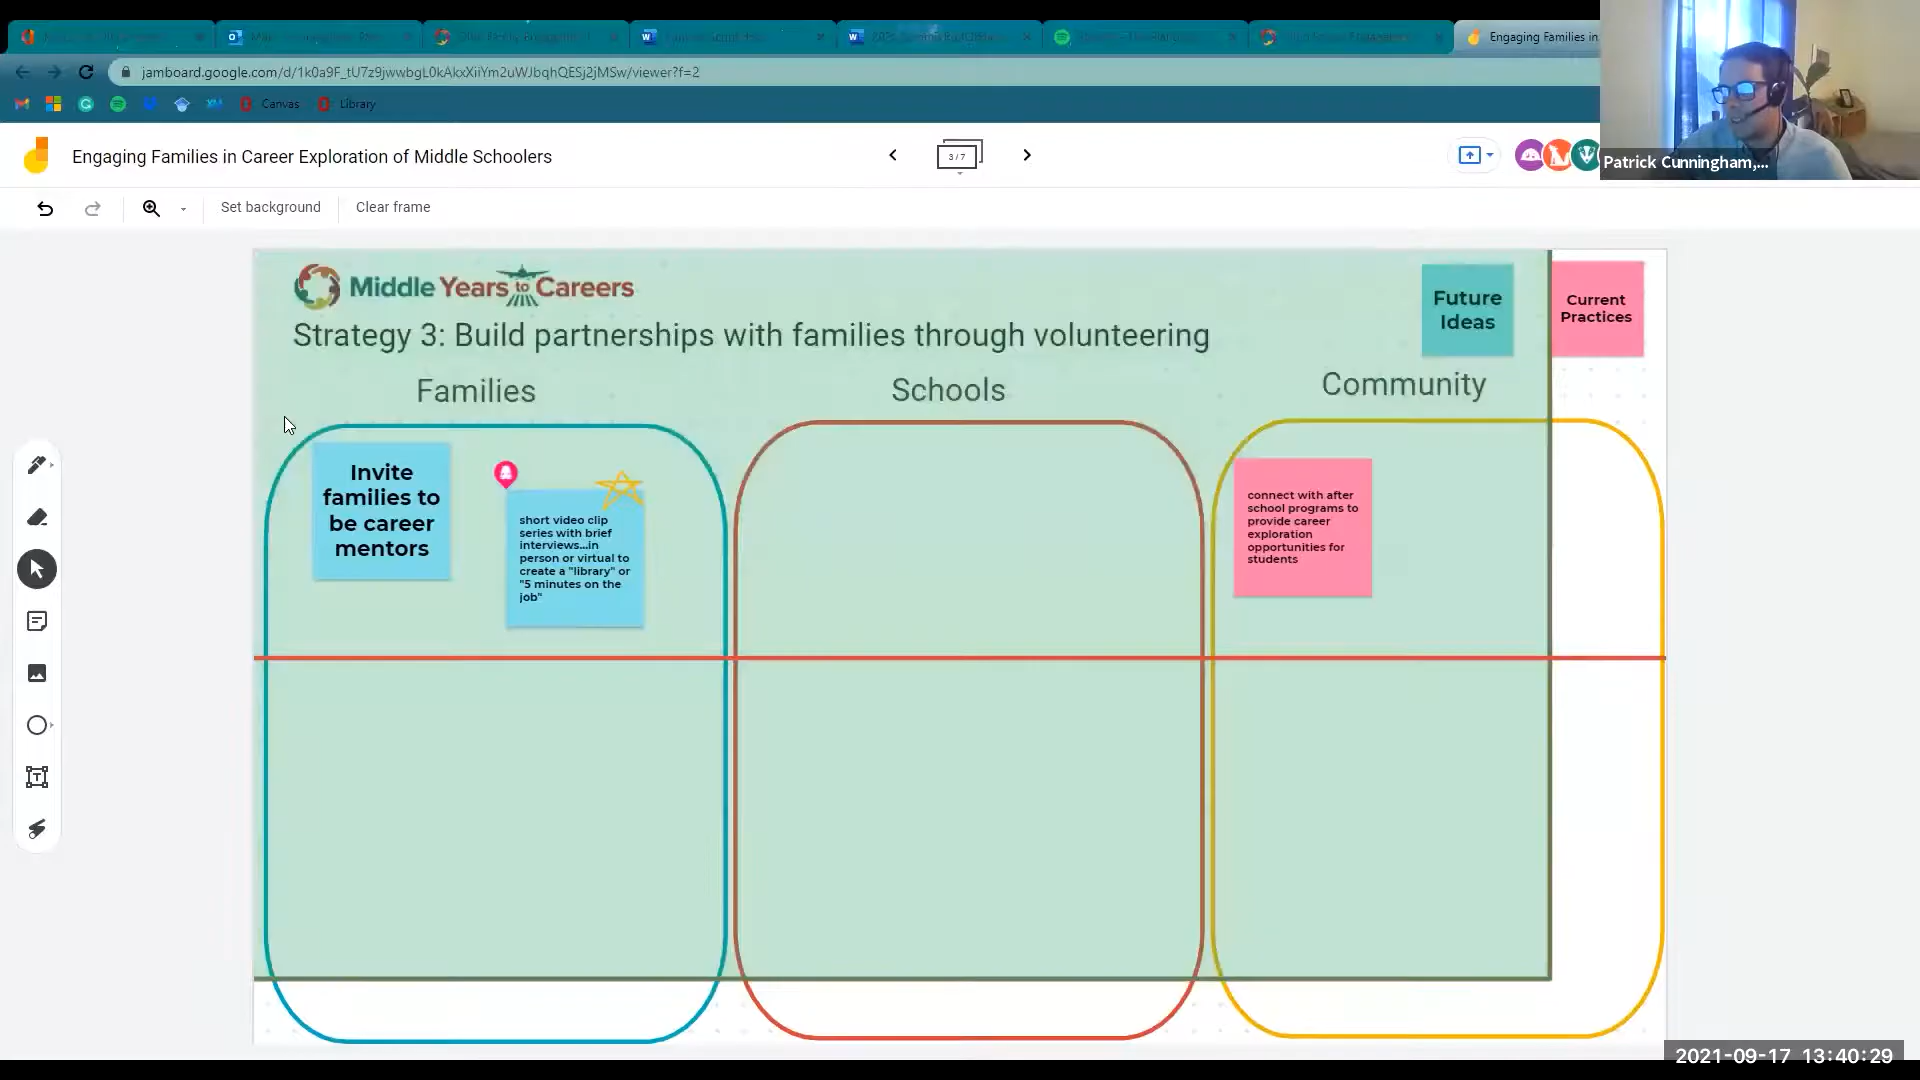 Engaging Families in
jamboard.google.com/d/1k0a9F_tU7z9jwwbgL0kAkxXiiYm2uWJbqhQESj2jMSw/viewer?f=2
Canvas
Library
Engaging Families in Career Exploration of Middle Schoolers
3 / 7
Patrick Cunningham,...
Set background
Clear frame
Middle Years to Careers
Strategy 3: Build partnerships with families through volunteering
Future
Ideas
Current
Practices
Families
Schools
Community
Invite
families to
be career
mentors
short video clip
series with brief
interviews...in
person or virtual to
create a "library" or
"5 minutes on the
job"
connect with after
school programs to
provide career
exploration
opportunities for
students
2021-09-17 13:40:29